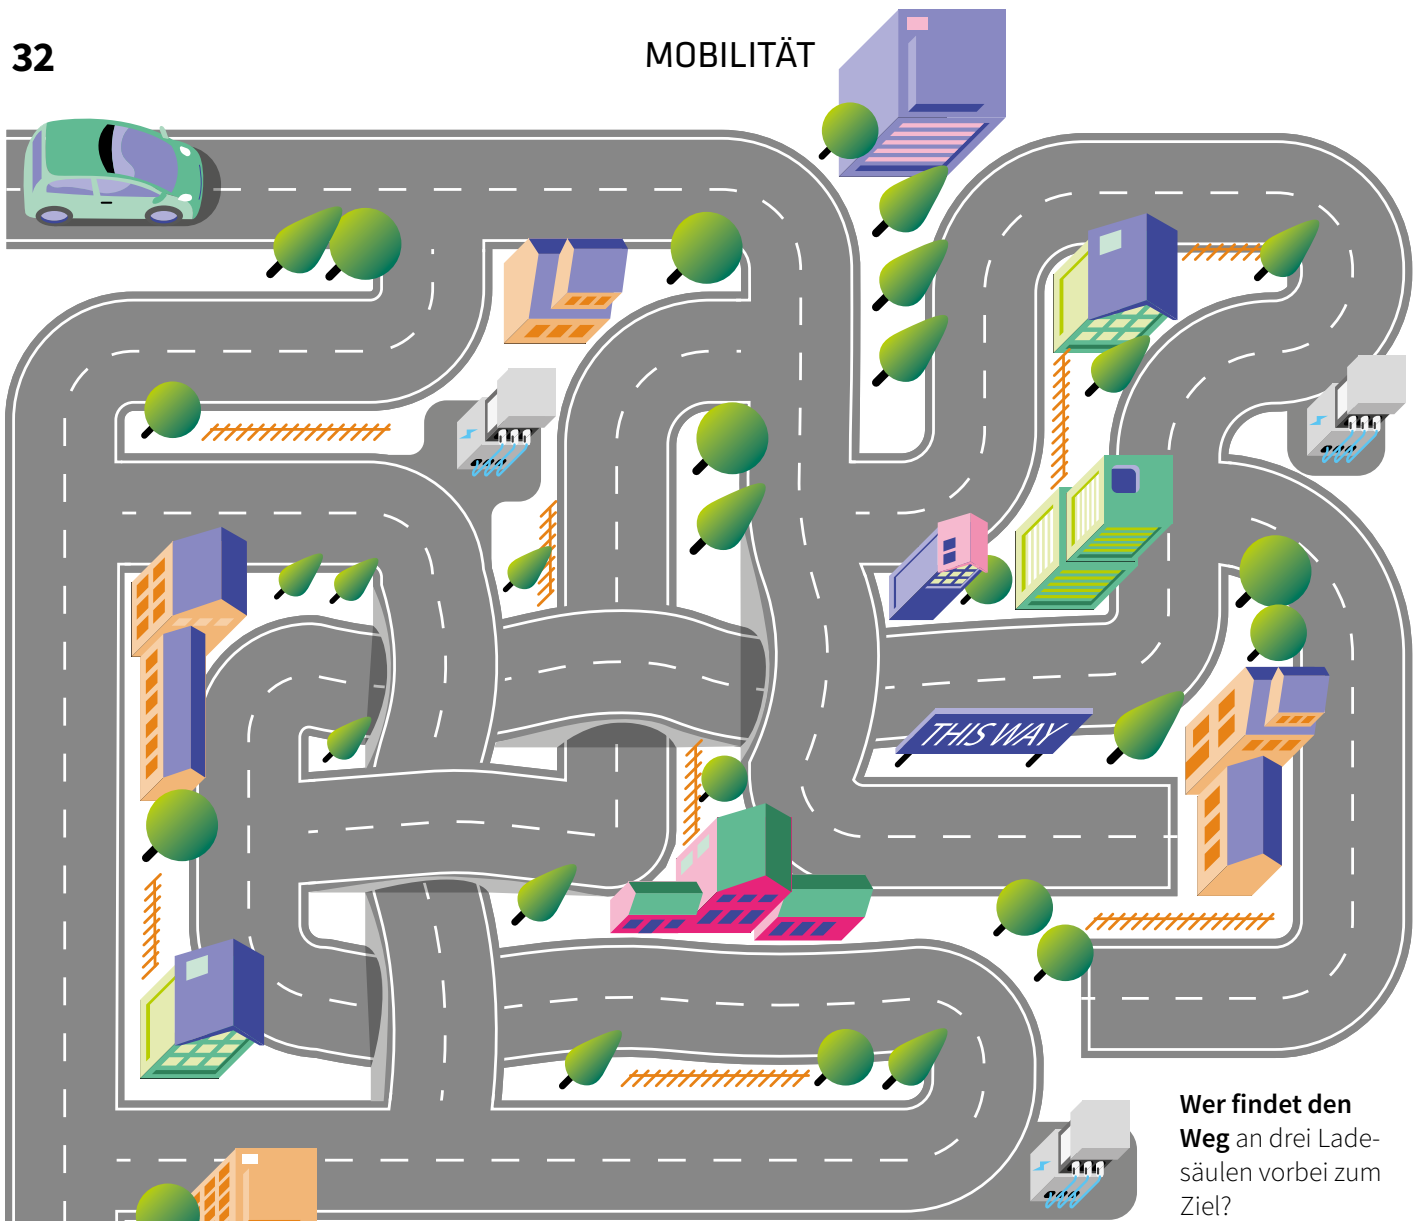 32
MOBILITÄT
THIS WAY
Wer findet den
Weg an drei Lade-
säulen vorbei zum
Ziel?